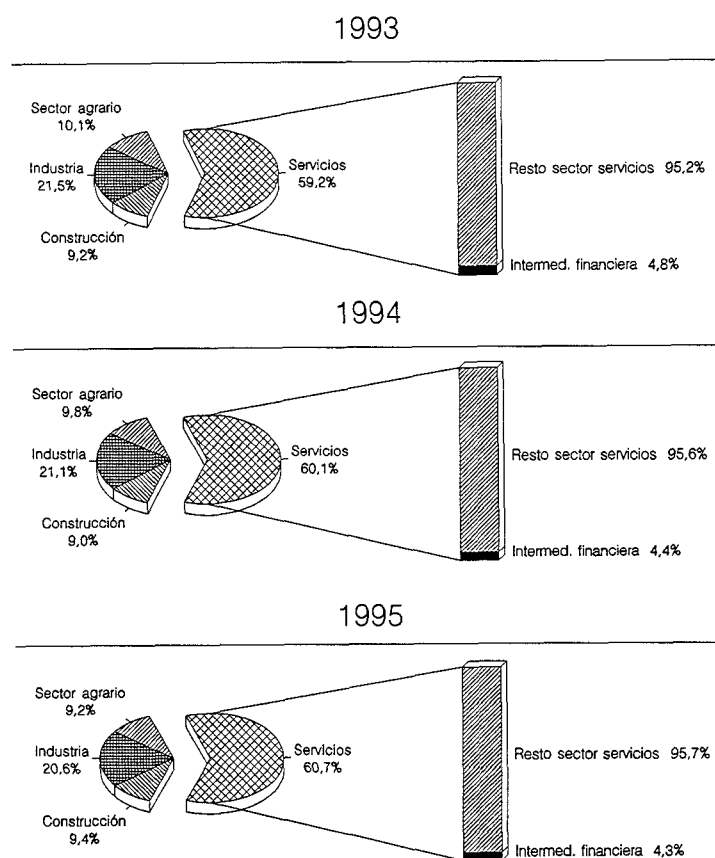 1993
Sector agrario
10,1%
Industria
21,5%
Construcción
9,2%
Servicios
59,2%
Resto sector servicios 95,2%
Intermed. financiera 4,8%
1994
Sector agrario
9,8%
Industria
21,1%
Construcción
9,0%
Servicios
60,1%
Resto sector servicios 95,6%
Intermed. financiera 4,4%
1995
Sector agrario
9,2%
Industria
20,6%
Construcción
9,4%
Servicios
60,7%
Resto sector servicios 95,7%
Intermed. financiera 4,3%